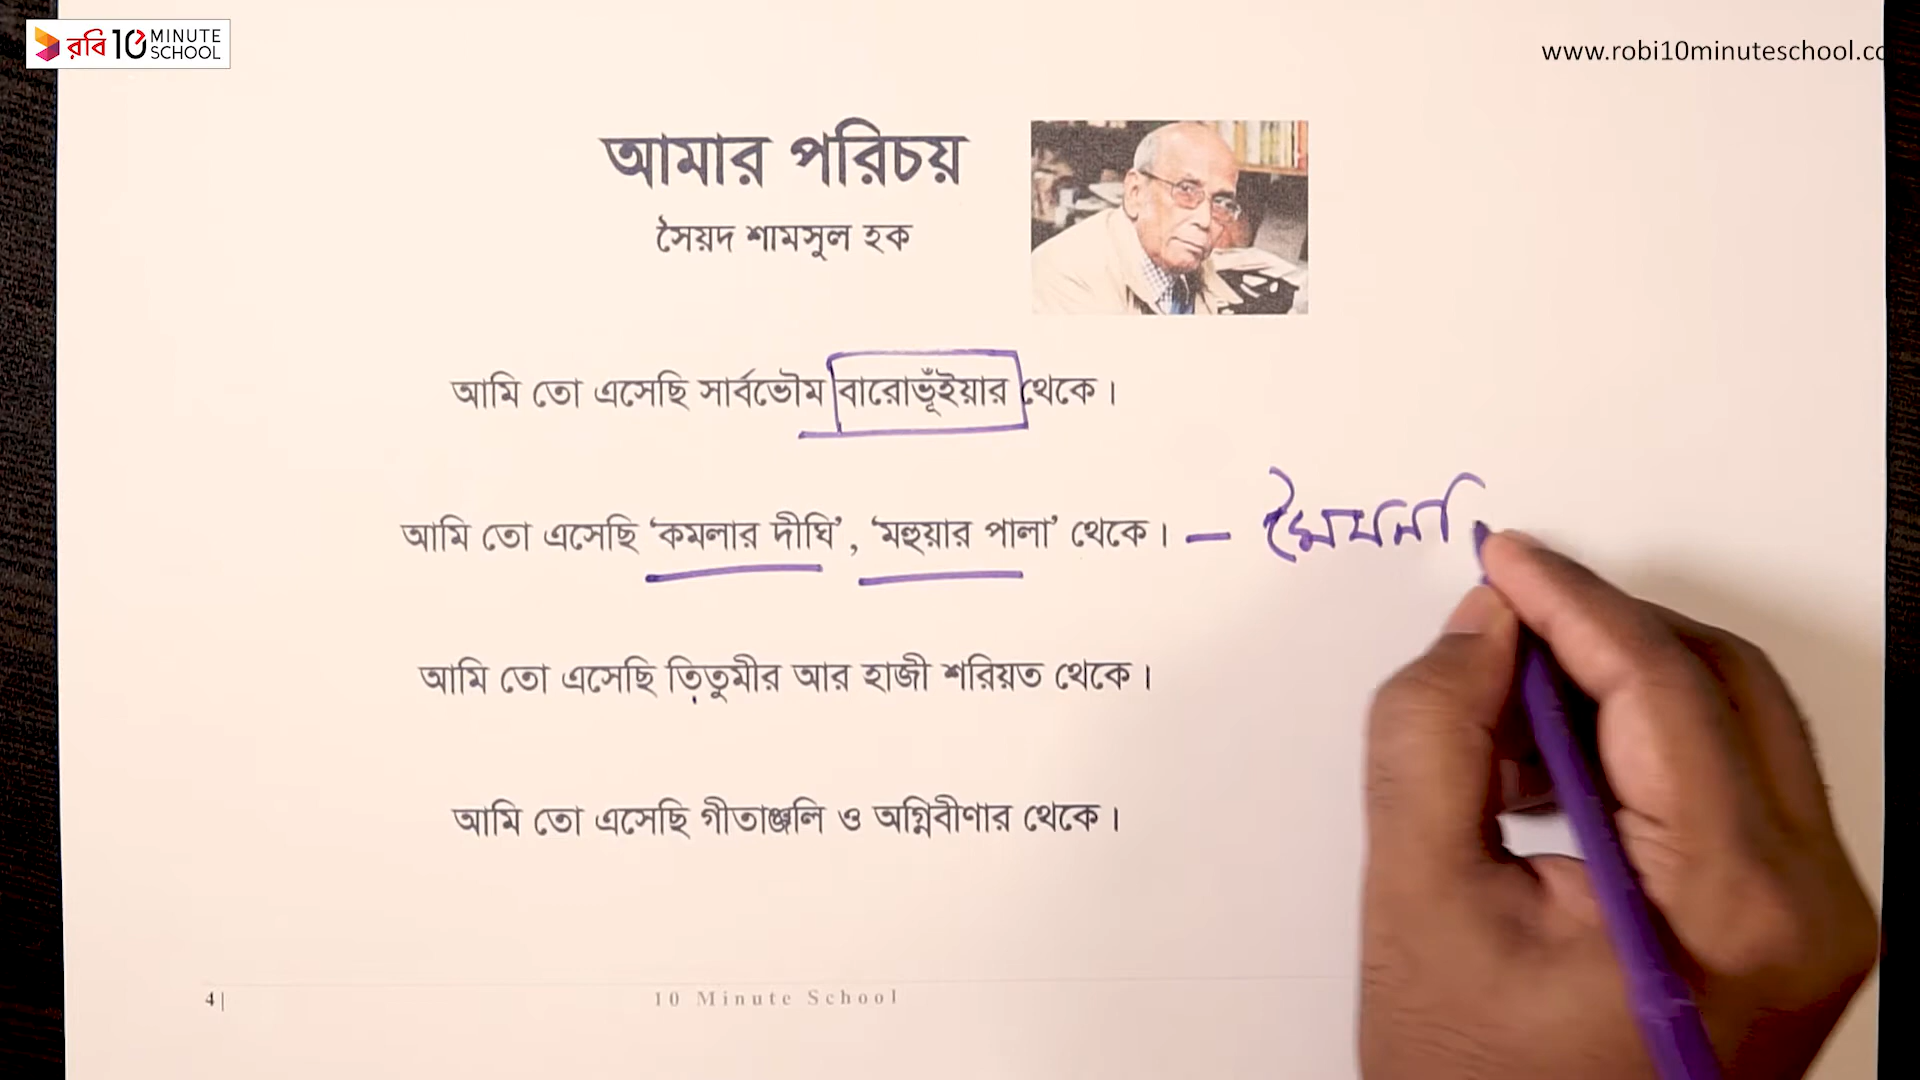 রবি 10 MINUTE SCHOOL
www.robi10minuteschool.co
আমার পরিচয়
সৈয়দ শামসুল হক
আমি তো এসেছি সার্বভৌম বারোভূঁইয়ার থেকে।
আমি তো এসেছি ‘কমলার দীঘি’, ‘মহুয়ার পালা’ থেকে। – মৈমনসি
আমি তো এসেছি তিতুমীর আর হাজী শরিয়ত থেকে।
আমি তো এসেছি গীতাঞ্জলি ও অগ্নিবীণার থেকে।
4| 10 Minute School